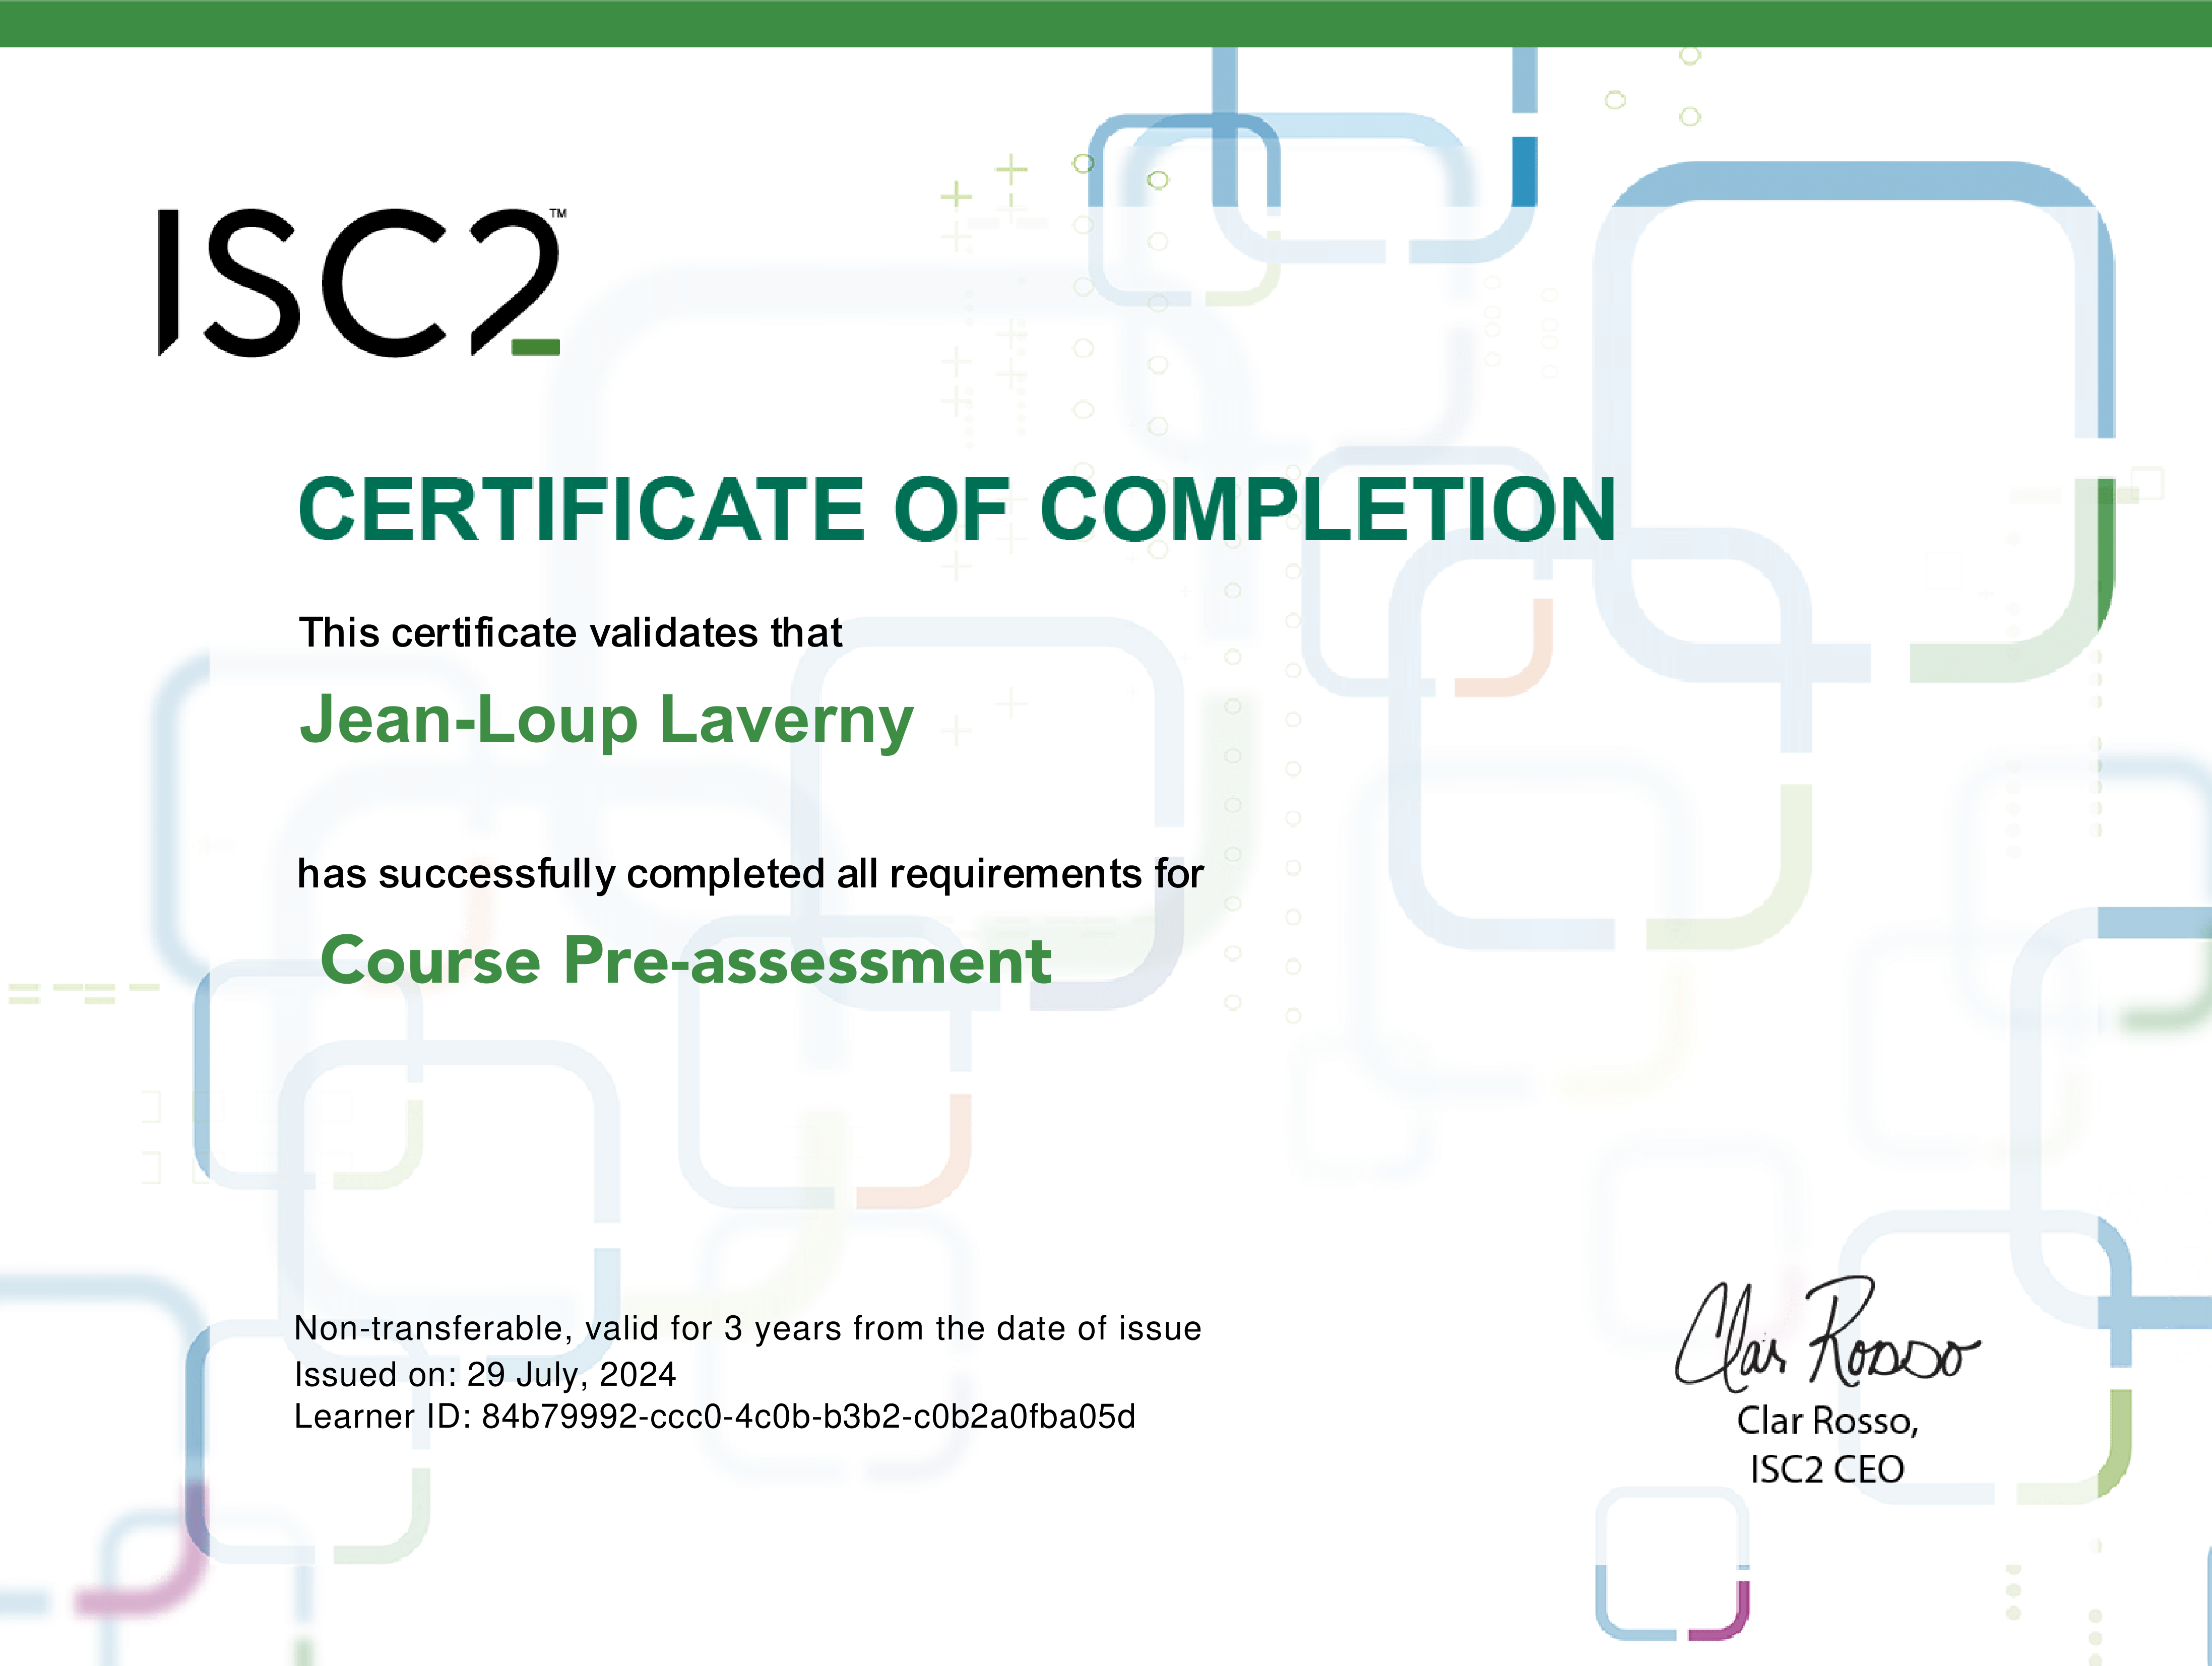 ISC2™
CERTIFICATE OF COMPLETION
This certificate validates that
Jean-Loup Laverny
has successfully completed all requirements for
Course Pre-assessment
Non-transferable, valid for 3 years from the date of issue
Issued on: 29 July, 2024
Learner ID: 84b79992-ccc0-4c0b-b3b2-c0b2a0fba05d
Clar Rosso
Clar Rosso,
ISC2 CEO